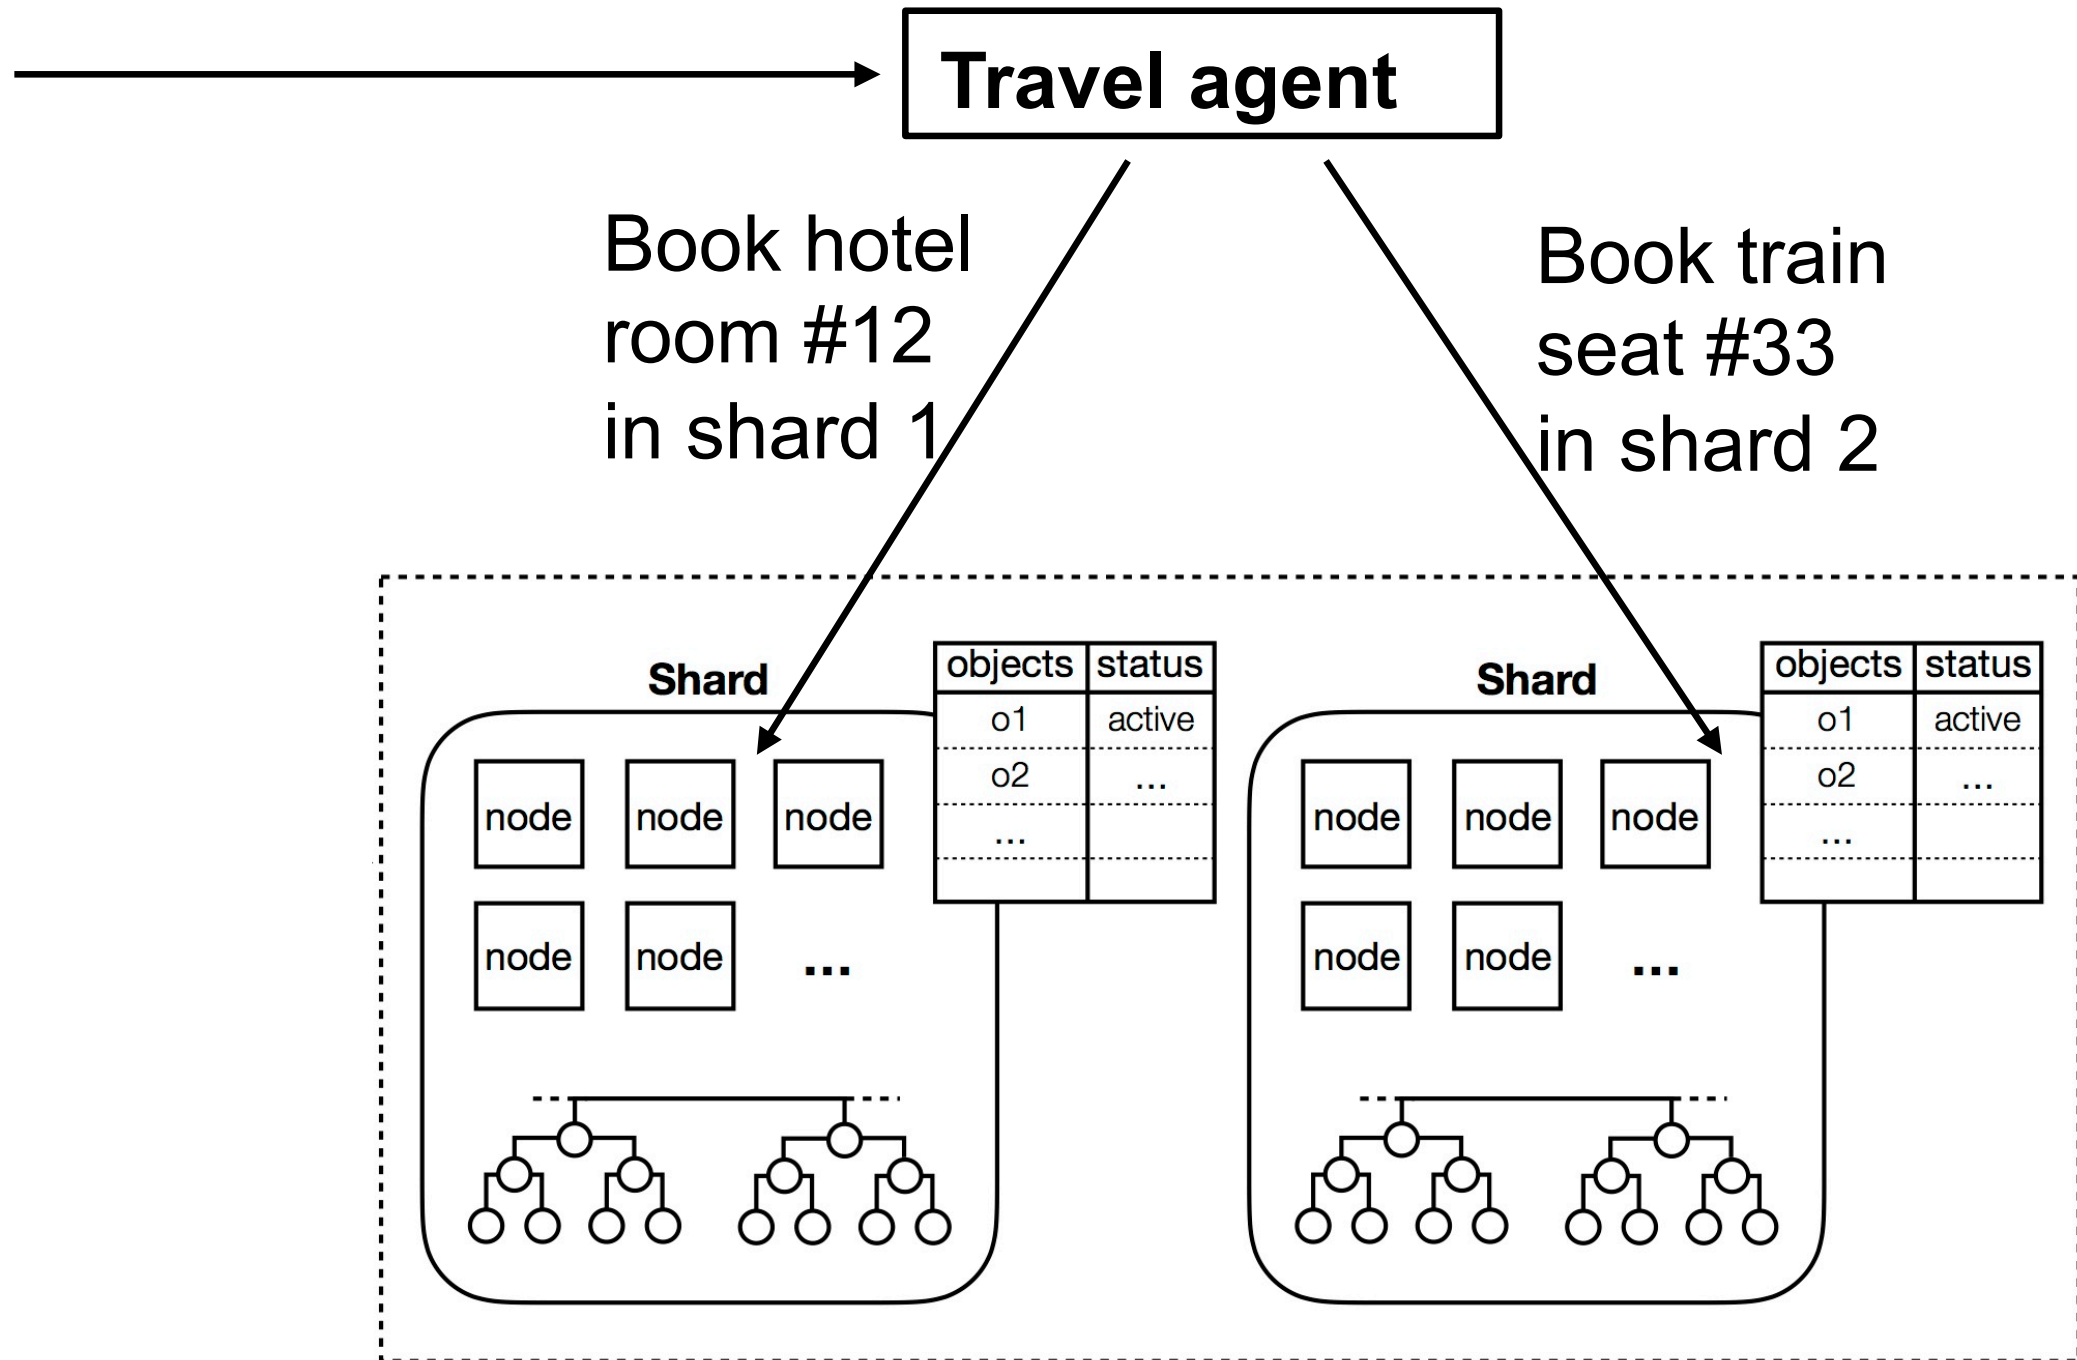 Travel agent
Book hotel
room #12
in shard 1
Book train
seat #33
in shard 2
Shard
objects status
o1 active
o2 ...
...
node node node
node node ...
Shard
objects status
o1 active
o2 ...
...
node node node
node node ...